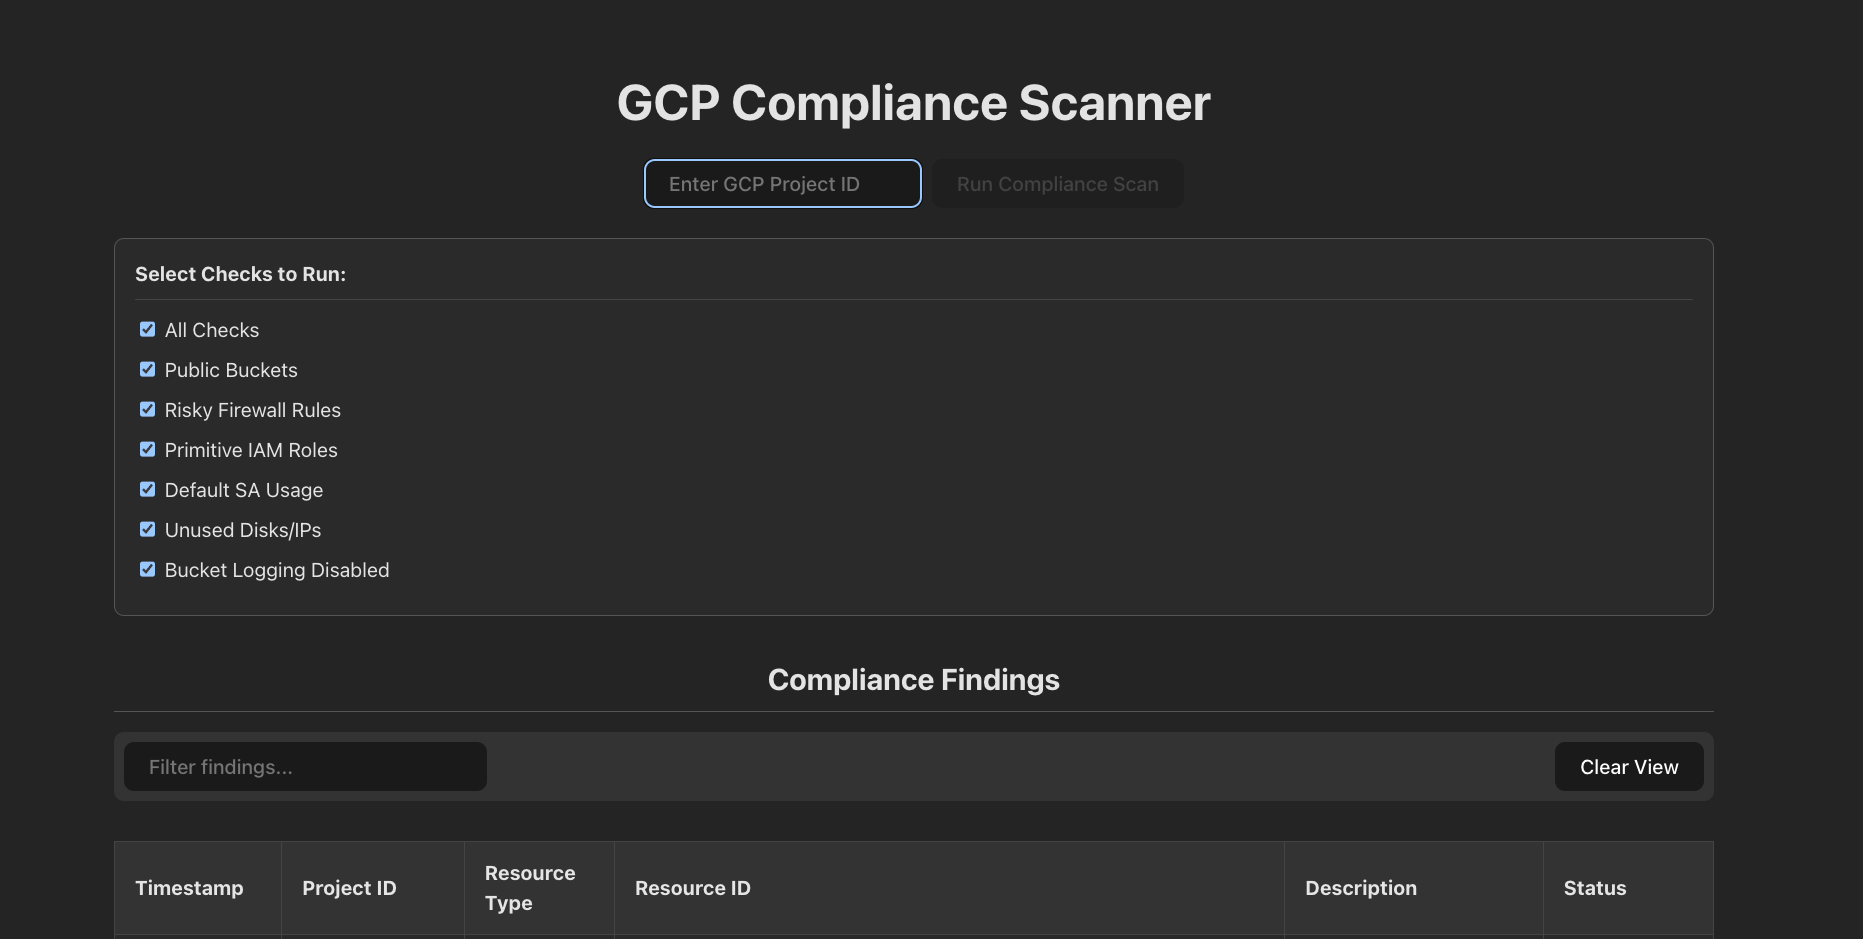 GCP Compliance Scanner
Enter GCP Project ID
Run Compliance Scan
Select Checks to Run:
All Checks
Public Buckets
Risky Firewall Rules
Primitive IAM Roles
Default SA Usage
Unused Disks/IPs
Bucket Logging Disabled
Compliance Findings
Filter findings...
Clear View
Timestamp
Project ID
Resource
Type
Resource ID
Description
Status